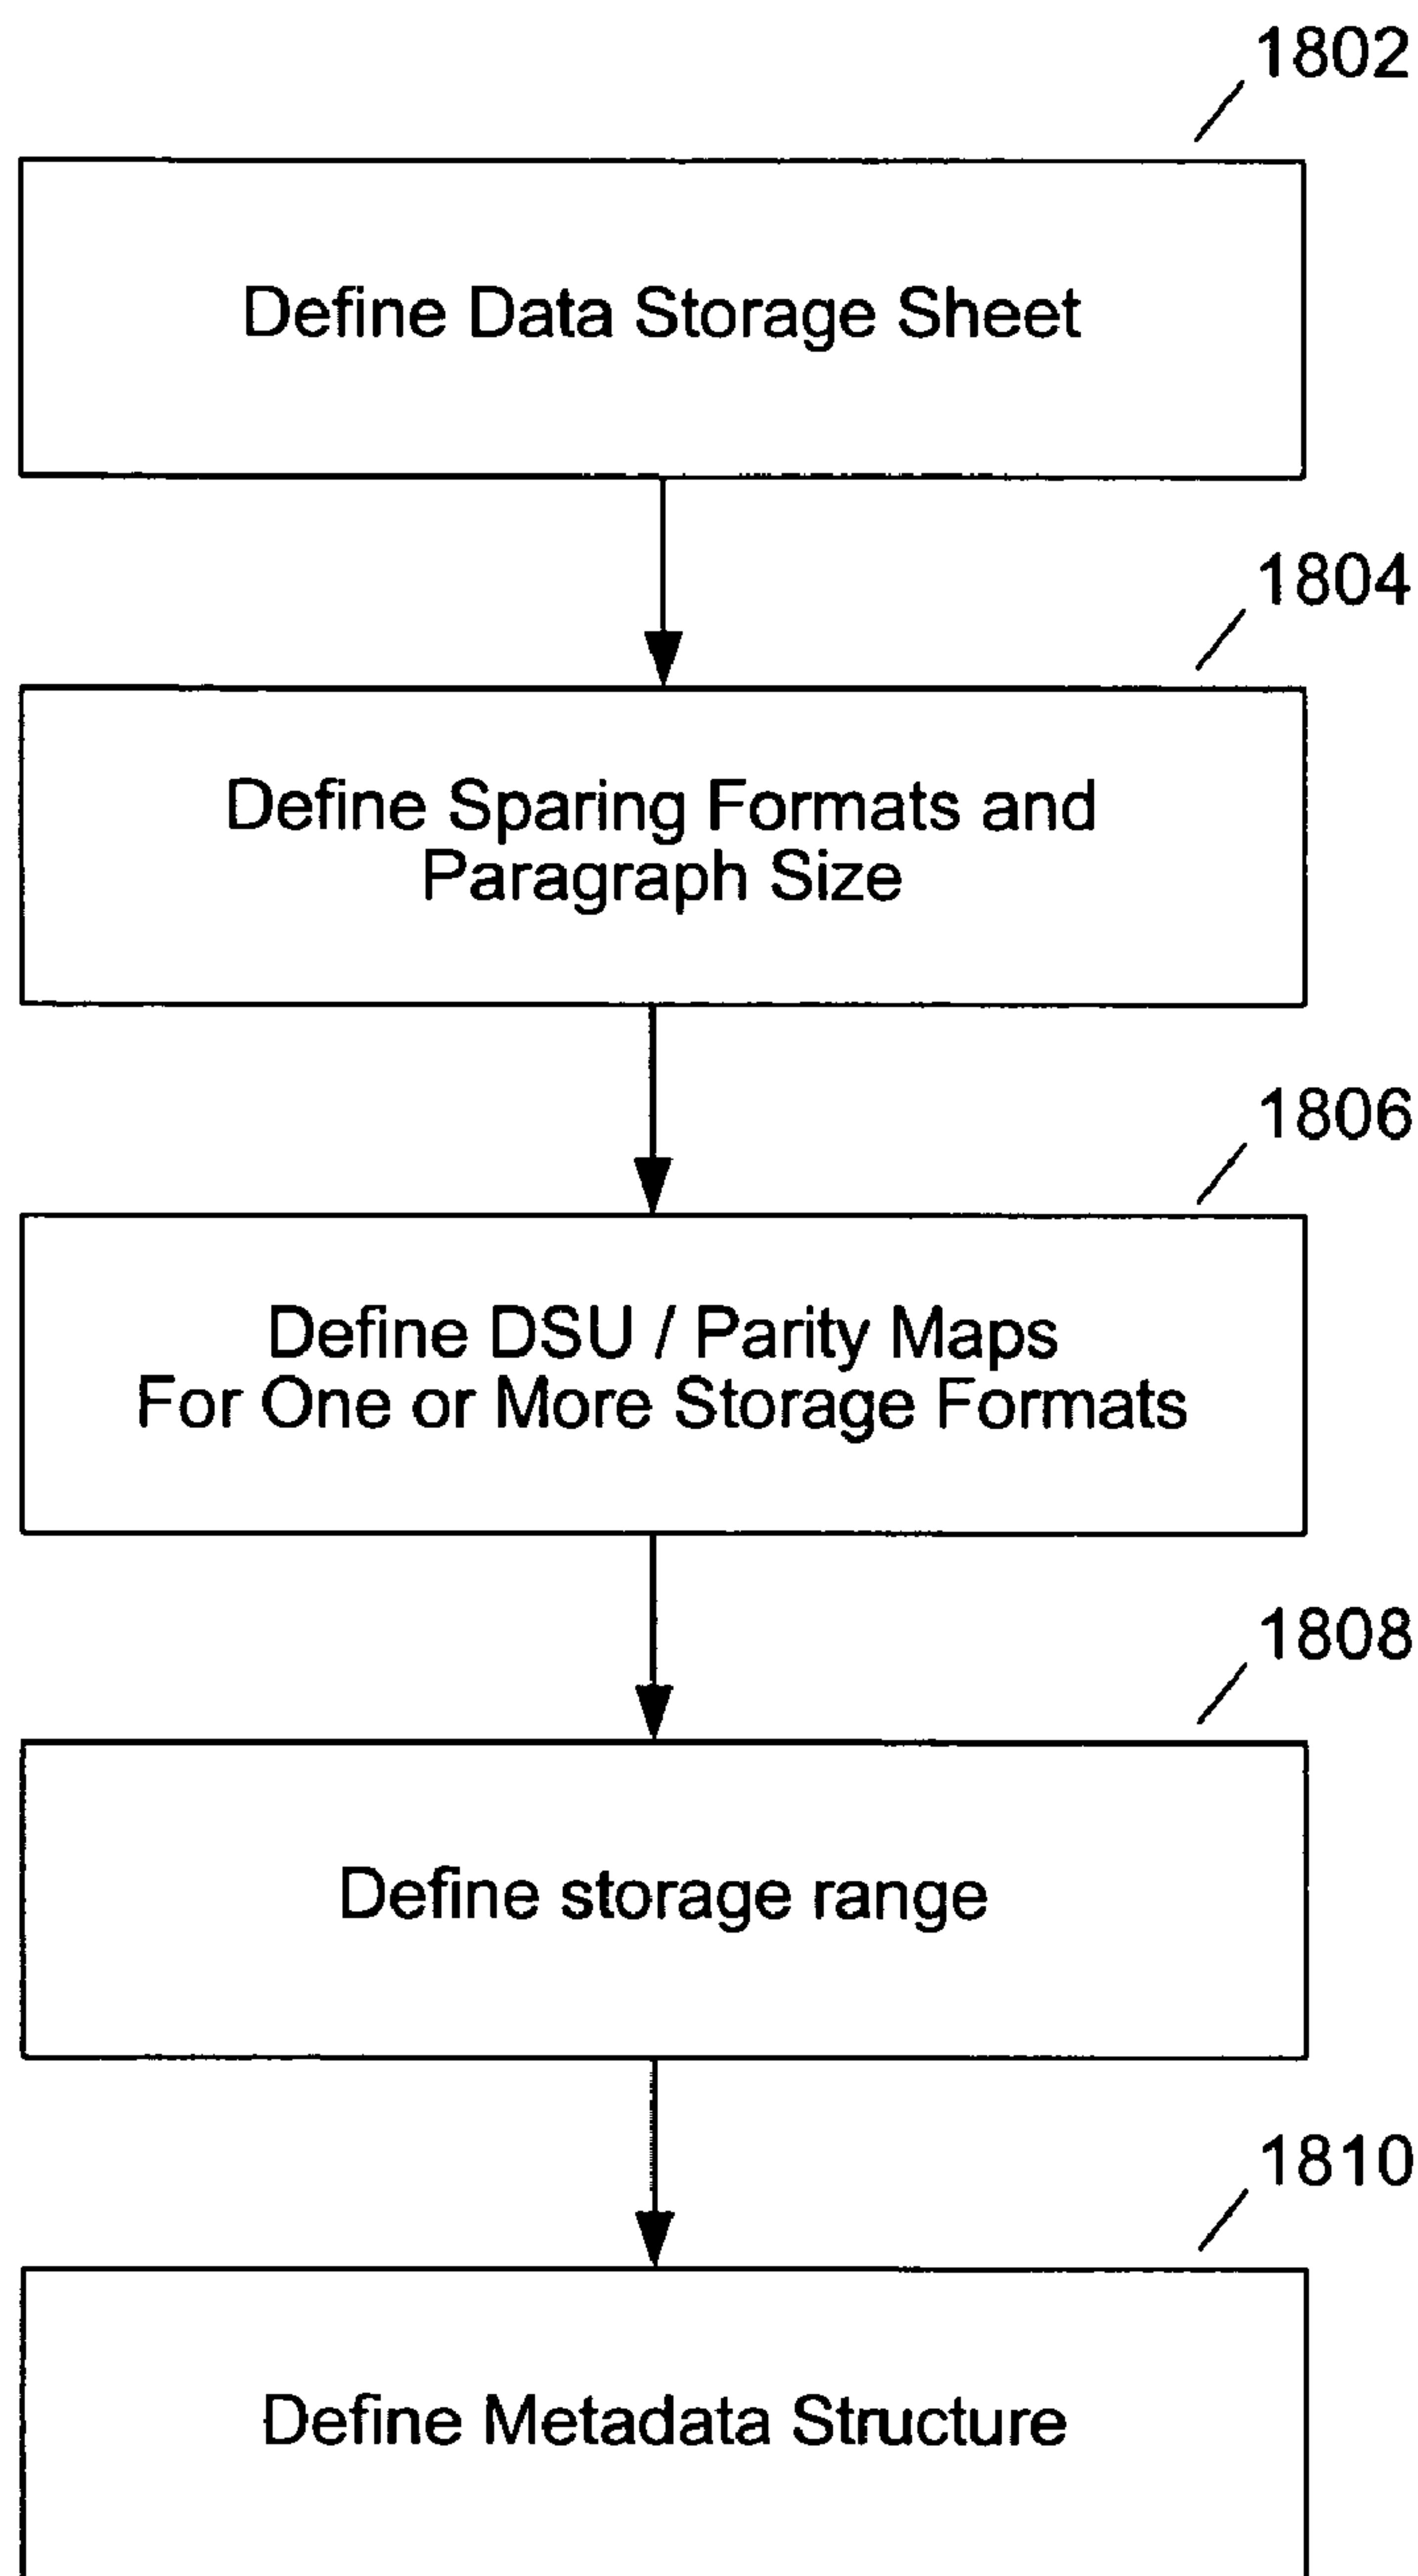 1802
Define Data Storage Sheet
1804
Define Sparing Formats and
Paragraph Size
1806
Define DSU / Parity Maps
For One or More Storage Formats
1808
Define storage range
1810
Define Metadata Structure